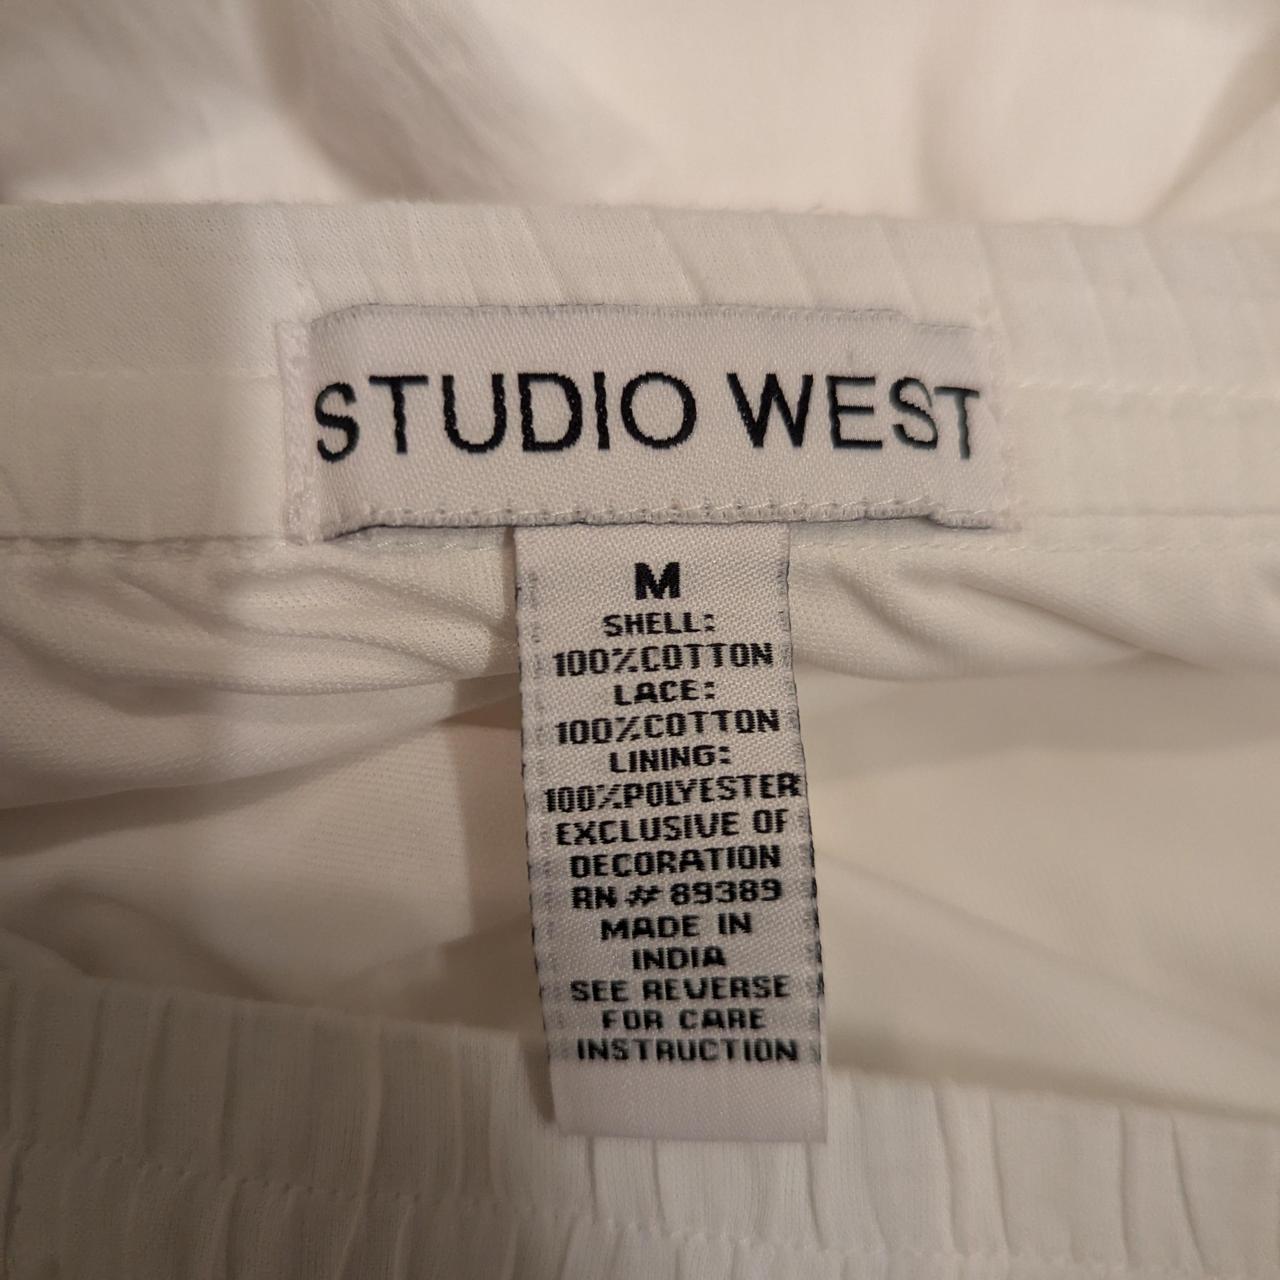 STUDIO WEST
M
SHELL:
100%COTTON
LACE:
100%COTTON
LINING:
100%POLYESTER
EXCLUSIVE OF
DECORATION
RN # 89389
MADE IN
INDIA
SEE REVERSE
FOR CARE
INSTRUCTION